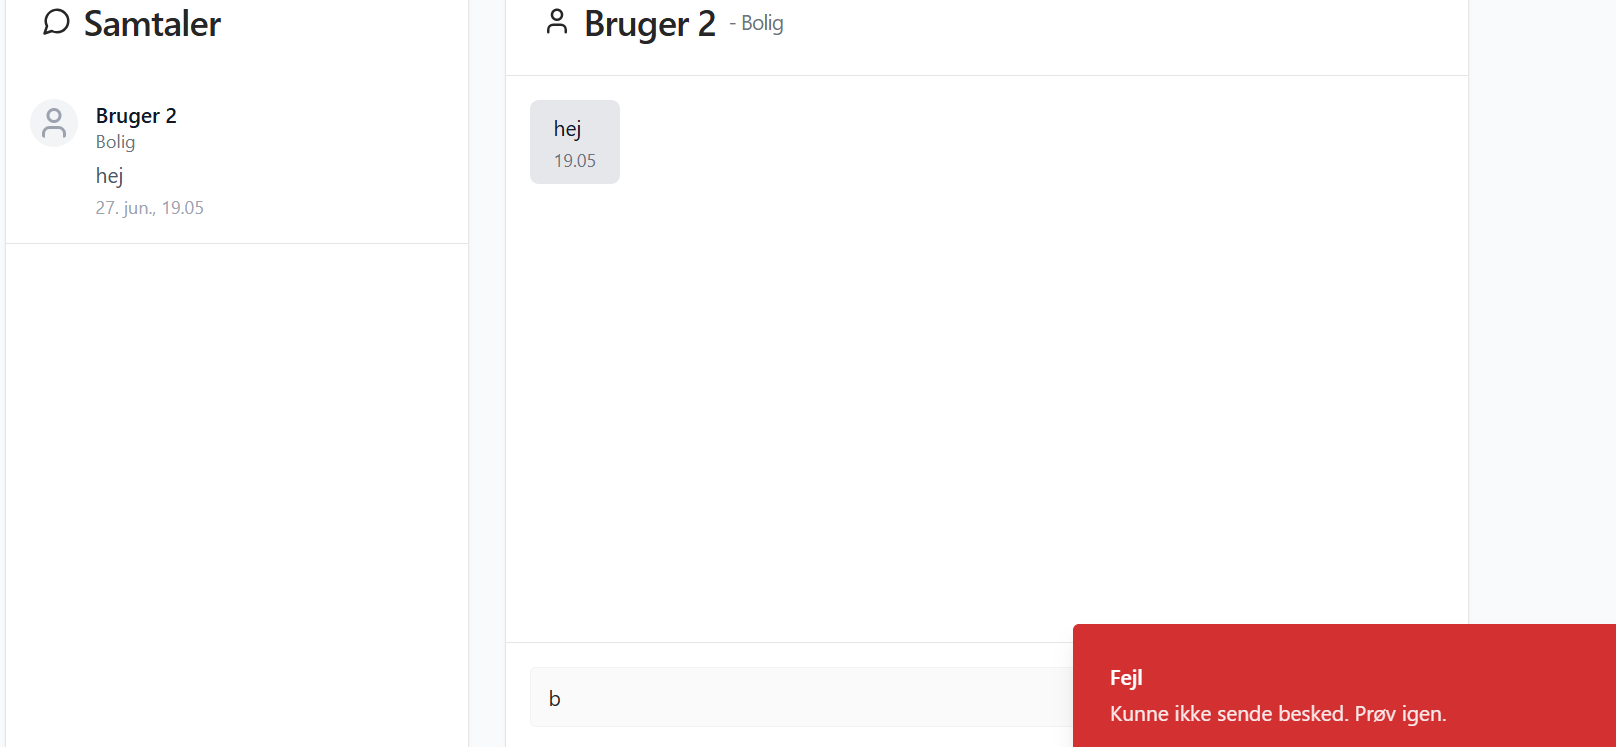 Samtaler
Bruger 2
Bolig
hej
27. jun., 19.05
Bruger 2 - Bolig
hej
19.05
b
Fejl
Kunne ikke sende besked. Prøv igen.